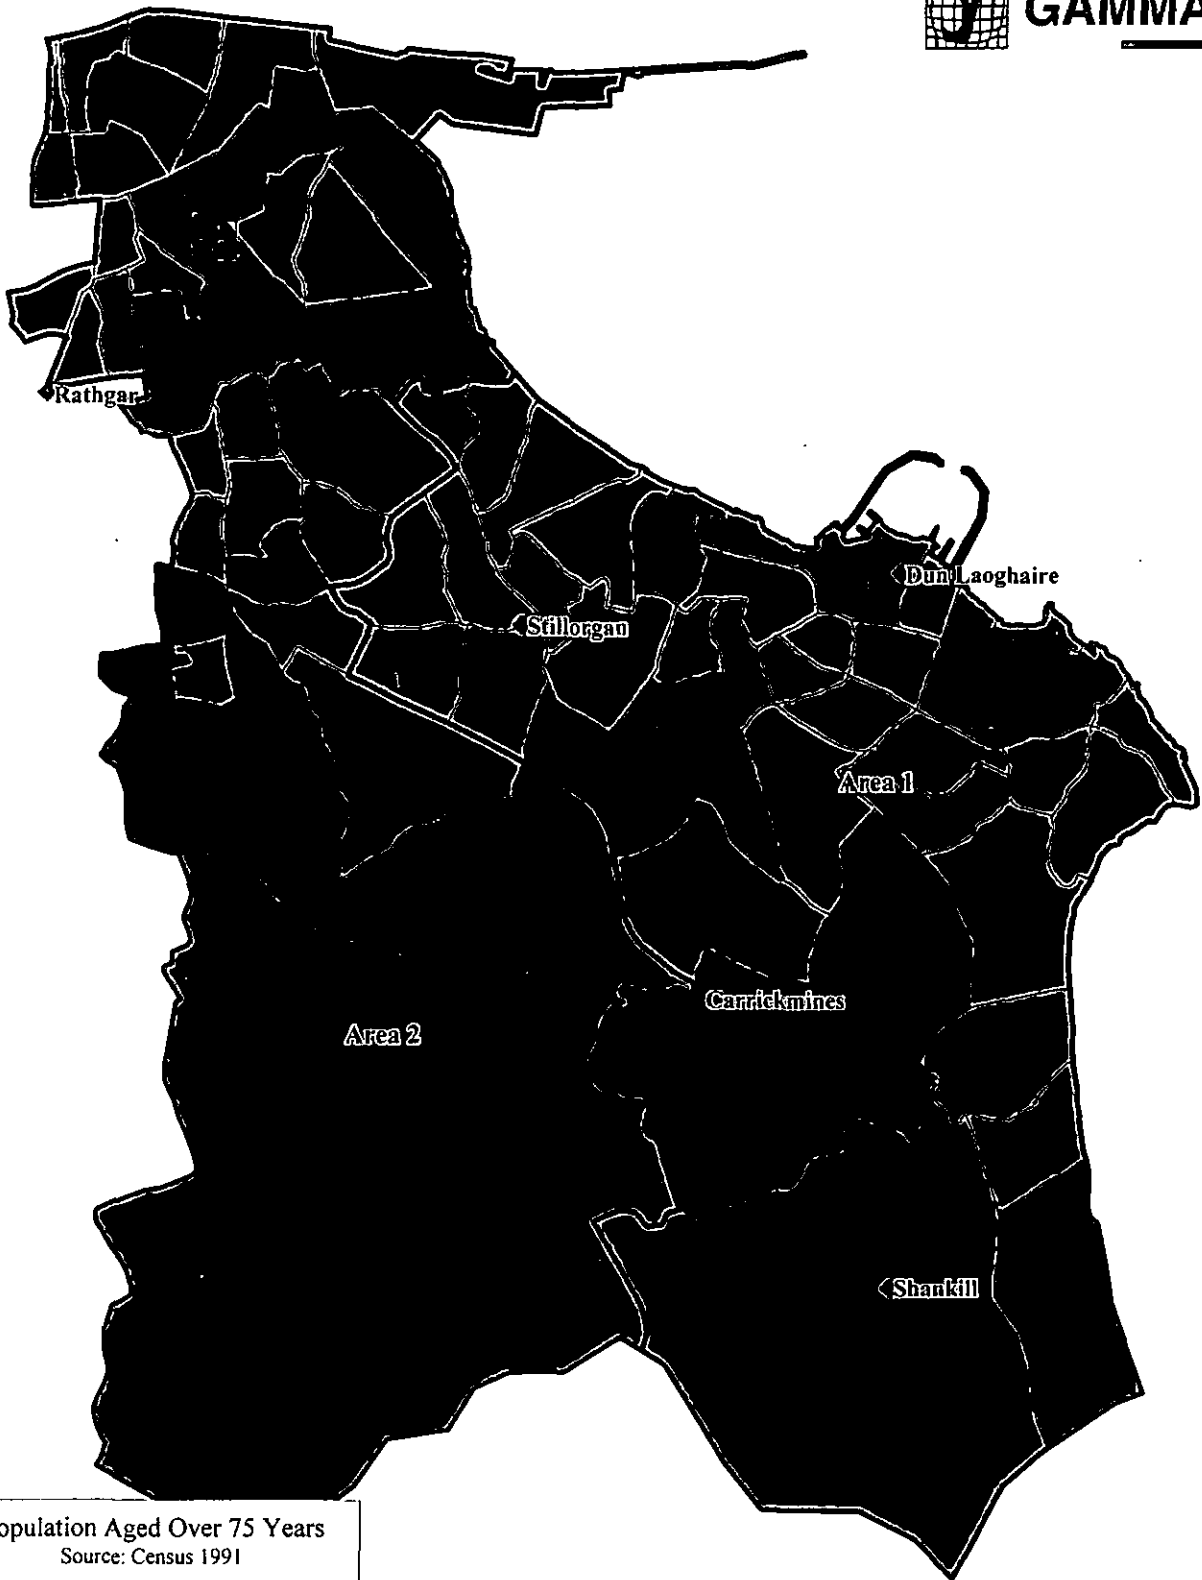 GAMMA
Rathgar
Dun Laoghaire
Stillorgan
Area 1
Carrickmines
Area 2
Shankill
opulation Aged Over 75 Years
Source: Census 1991